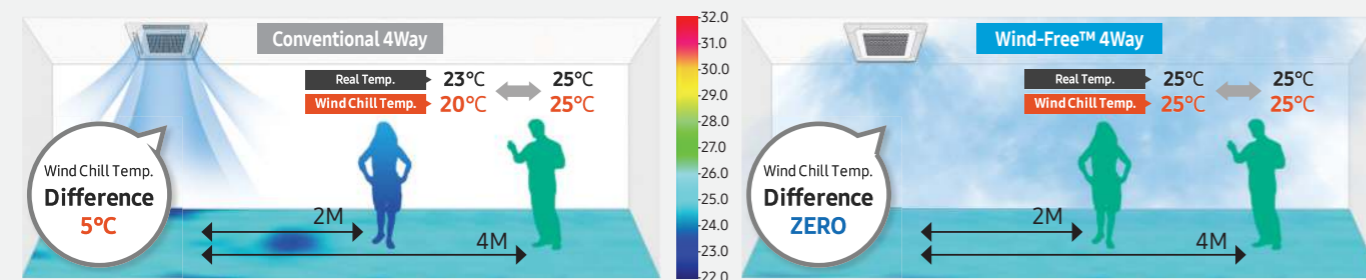 Conventional 4Way
Real Temp. 23°C 25°C
Wind Chill Temp. 20°C 25°C
Wind Chill Temp.
Difference
5°C
2M
4M
32.0
31.0
-30.0
-29.0
-28.0
-27.0
-26.0
-25.0
-24.0
-23.0
22.0
Wind-Free™ 4Way
Real Temp. 25°C 25°C
Wind Chill Temp. 25°C 25°C
Wind Chill Temp.
Difference
ZERO
2M
4M